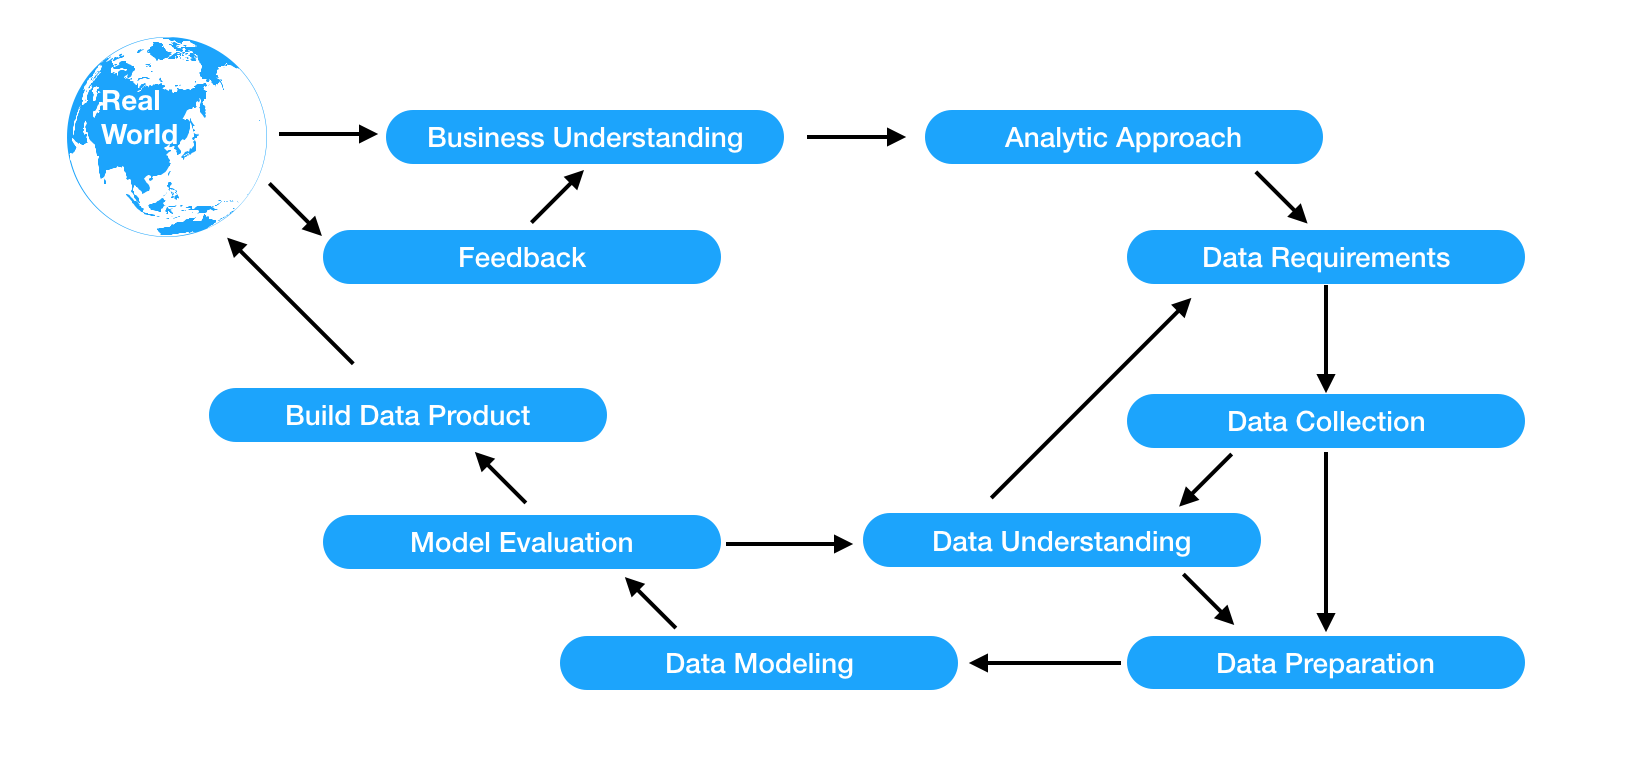 Real
World
Business Understanding
Analytic Approach
Feedback
Data Requirements
Build Data Product
Data Collection
Model Evaluation
Data Understanding
Data Modeling
Data Preparation